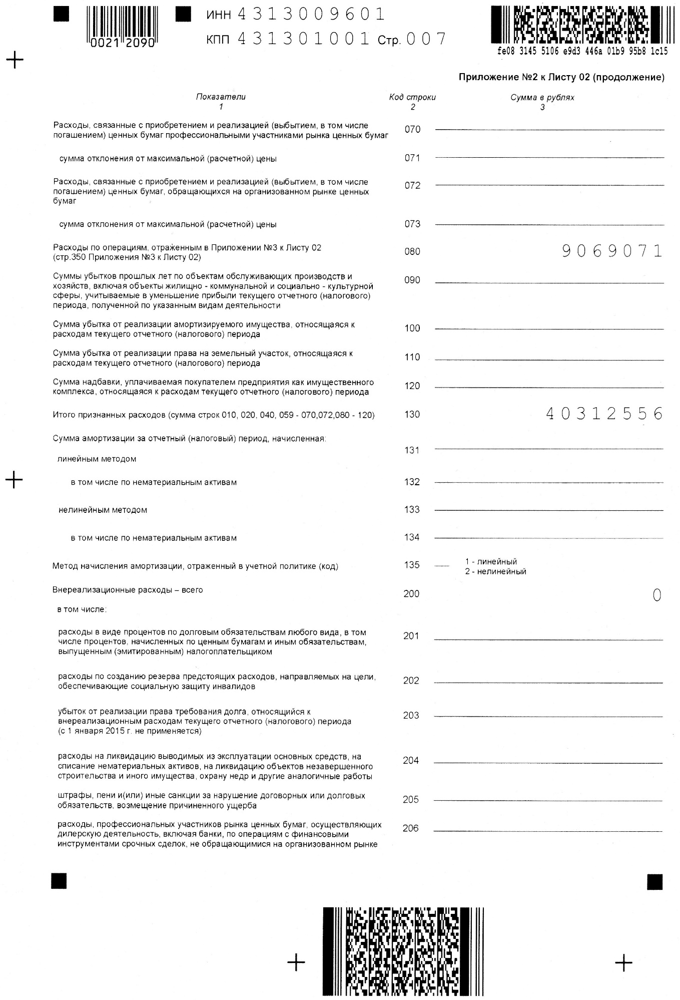 ИНН 4313009601
0021 2090
КПП 431301001 Стр. 007
fe08 3145 5106 e9d3 446a 01b9 95b8 1c15
Приложение №2 к Листу 02 (продолжение)
Показатели Код строки Сумма в рублях
1 2 3
Расходы, связанные с приобретением и реализацией (выбытием, в том числе
погашением) ценных бумаг профессиональными участниками рынка ценных бумаг 070
сумма отклонения от максимальной (расчетной) цены 071
Расходы, связанные с приобретением и реализацией (выбытием, в том числе
погашением) ценных бумаг, обращающихся на организованном рынке ценных 072
бумаг
сумма отклонения от максимальной (расчетной) цены 073
Расходы по операциям, отраженным в Приложении №3 к Листу 02
(стр.350 Приложения №3 к Листу 02) 080 9069071
Суммы убытков прошлых лет по объектам обслуживающих производств и 090
хозяйств, включая объекты жилищно - коммунальной и социально - культурной
сферы, учитываемые в уменьшение прибыли текущего отчетного (налогового)
периода, полученной по указанным видам деятельности
Сумма убытка от реализации амортизируемого имущества, относящаяся к 100
расходам текущего отчетного (налогового) периода
Сумма убытка от реализации права на земельный участок, относящаяся к 110
расходам текущего отчетного (налогового) периода
Сумма надбавки, уплачиваемая покупателем предприятия как имущественного 120
комплекса, относящаяся к расходам текущего отчетного (налогового) периода
Итого признанных расходов (сумма строк 010, 020, 040, 059 - 070,072,080 - 120) 130 40312556
Сумма амортизации за отчетный (налоговый) период, начисленная:
131
линейным методом
в том числе по нематериальным активам 132
нелинейным методом 133
в том числе по нематериальным активам 134
Метод начисления амортизации, отраженный в учетной политике (код) 135 1 - линейный
2 - нелинейный
Внереализационные расходы – всего 200 0
в том числе:
расходы в виде процентов по долговым обязательствам любого вида, в том 201
числе процентов, начисленных по ценным бумагам и иным обязательствам,
выпущенным (эмитированным) налогоплательщиком
расходы по созданию резерва предстоящих расходов, направляемых на цели, 202
обеспечивающие социальную защиту инвалидов
убыток от реализации права требования долга, относящийся к 203
внереализационным расходам текущего отчетного (налогового) периода
(с 1 января 2015 г. не применяется)
расходы на ликвидацию выводимых из эксплуатации основных средств, на 204
списание нематериальных активов, на ликвидацию объектов незавершенного
строительства и иного имущества, охрану недр и другие аналогичные работы
штрафы, пени и(или) иные санкции за нарушение договорных или долговых 205
обязательств, возмещение причиненного ущерба
расходы, профессиональных участников рынка ценных бумаг, осуществляющих 206
дилерскую деятельность, включая банки, по операциям с финансовыми
инструментами срочных сделок, не обращающимися на организованном рынке